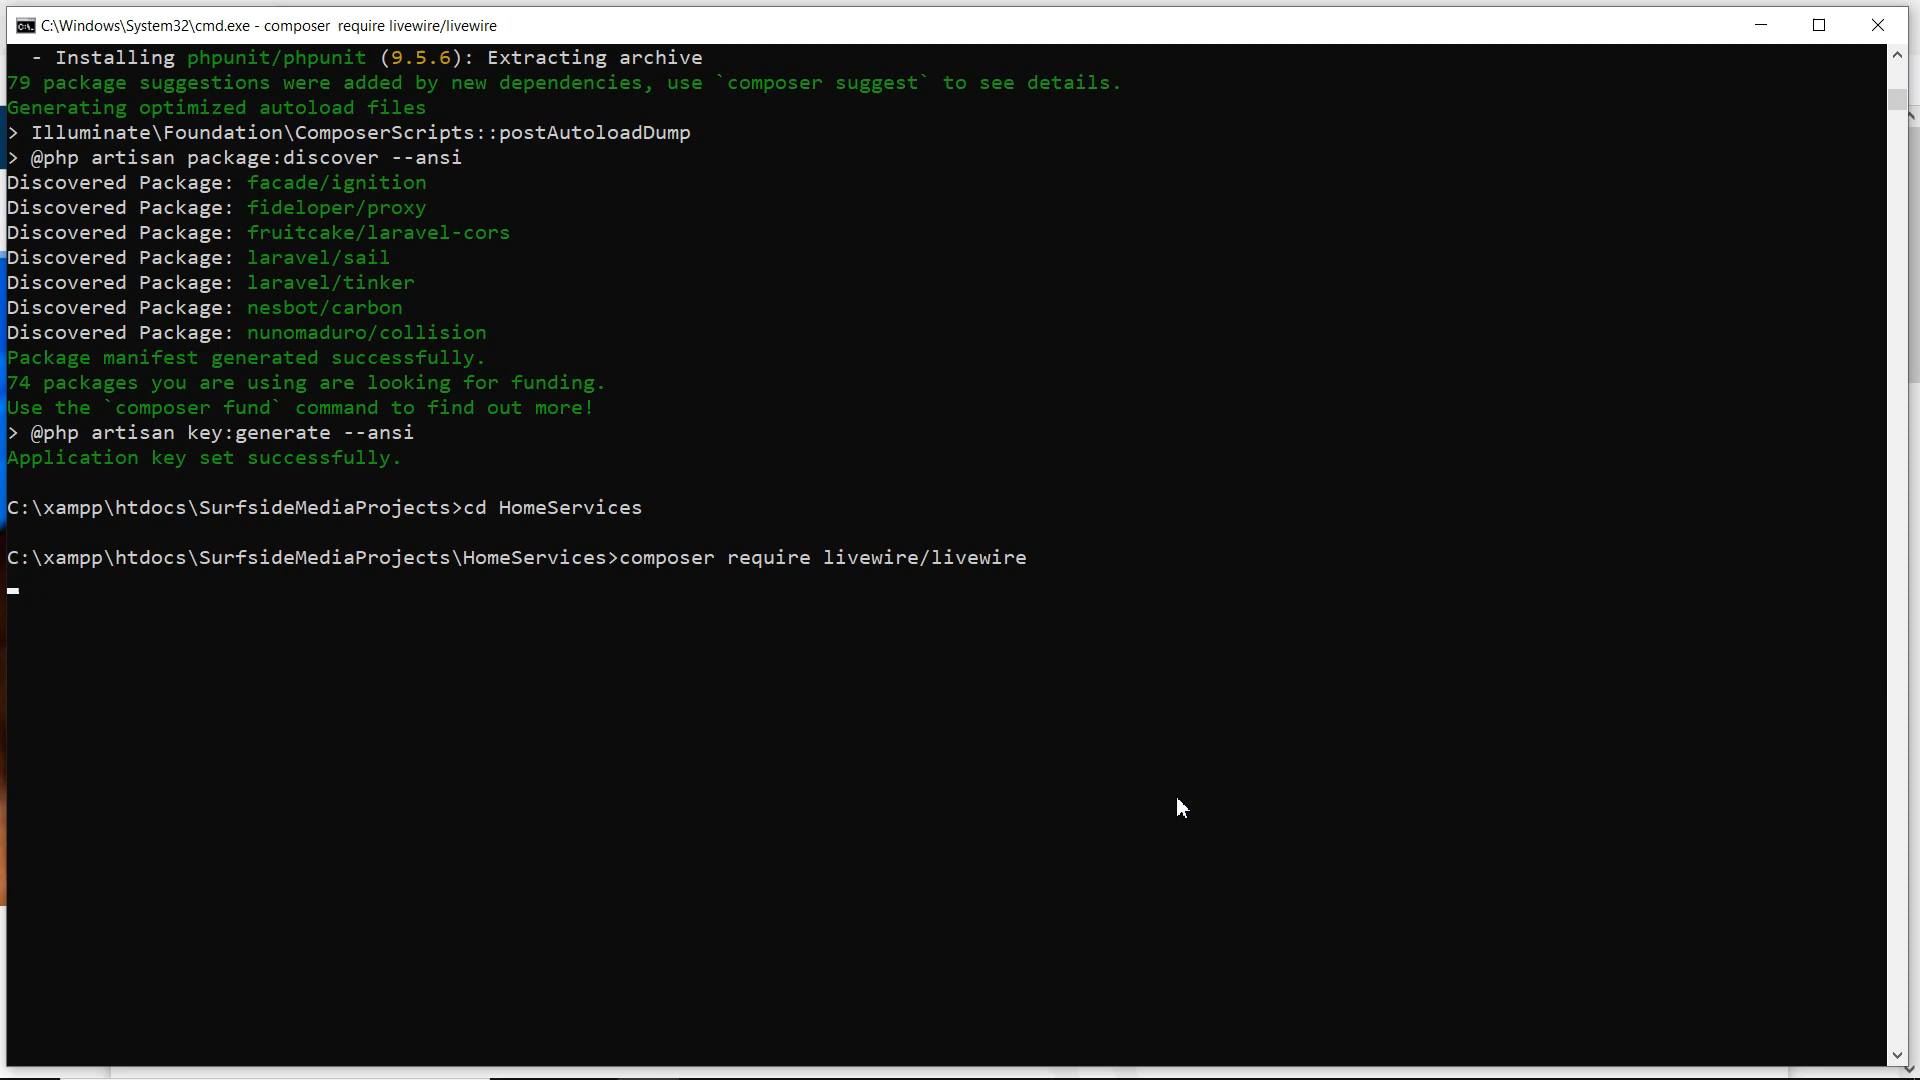 C:\Windows\System32\cmd.exe - composer  require livewire/livewire
  - Installing phpunit/phpunit (9.5.6): Extracting archive
79 package suggestions were added by new dependencies, use `composer suggest` to see details.
Generating optimized autoload files
> Illuminate\Foundation\ComposerScripts::postAutoloadDump
> @php artisan package:discover --ansi
Discovered Package: facade/ignition
Discovered Package: fideloper/proxy
Discovered Package: fruitcake/laravel-cors
Discovered Package: laravel/sail
Discovered Package: laravel/tinker
Discovered Package: nesbot/carbon
Discovered Package: nunomaduro/collision
Package manifest generated successfully.
74 packages you are using are looking for funding.
Use the `composer fund` command to find out more!
> @php artisan key:generate --ansi
Application key set successfully.
C:\xampp\htdocs\SurfsideMediaProjects>cd HomeServices
C:\xampp\htdocs\SurfsideMediaProjects\HomeServices>composer require livewire/livewire